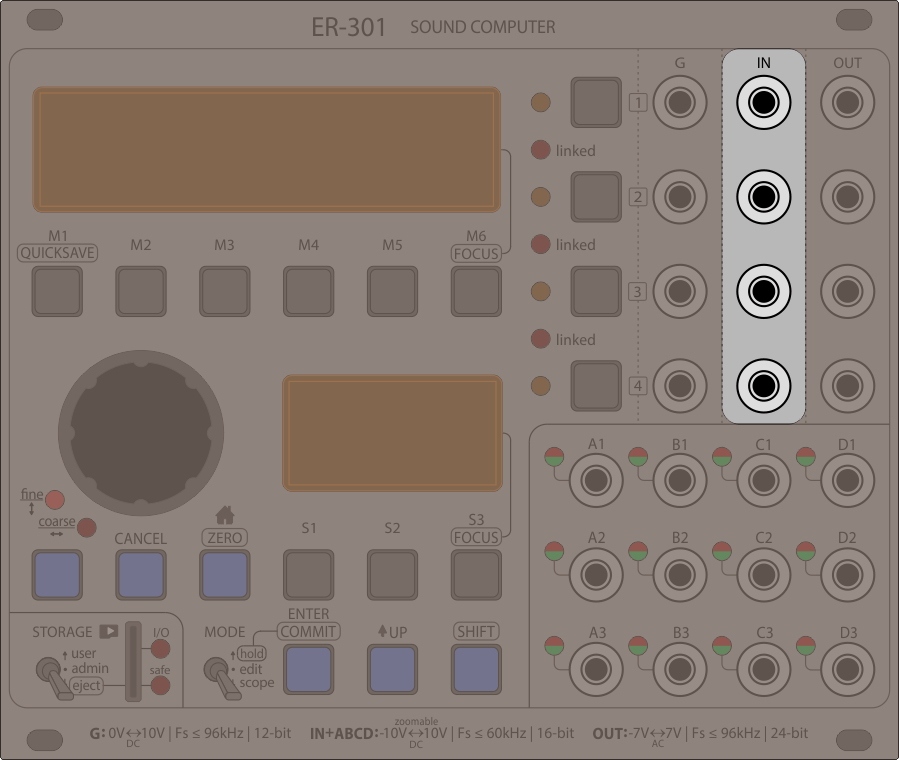 ER-301 SOUND COMPUTER
G IN OUT
1
linked
M1 M2 M3 M4 M5 M6
QUICKSAVE FOCUS
2
linked
3
linked
4
A1 B1 C1 D1
fine
coarse
CANCEL ZERO S1 S2 S3
FOCUS
A2 B2 C2 D2
STORAGE I/O
user
admin
eject
safe
MODE
hold
edit
scope
ENTER
COMMIT UP SHIFT
A3 B3 C3 D3
zoomable
G: 0V↔10V | Fs ≤ 96kHz | 12-bit IN+ABCD: -10V↔10V | Fs ≤ 60kHz | 16-bit OUT: -7V↔7V | Fs ≤ 96kHz | 24-bit
DC DC AC